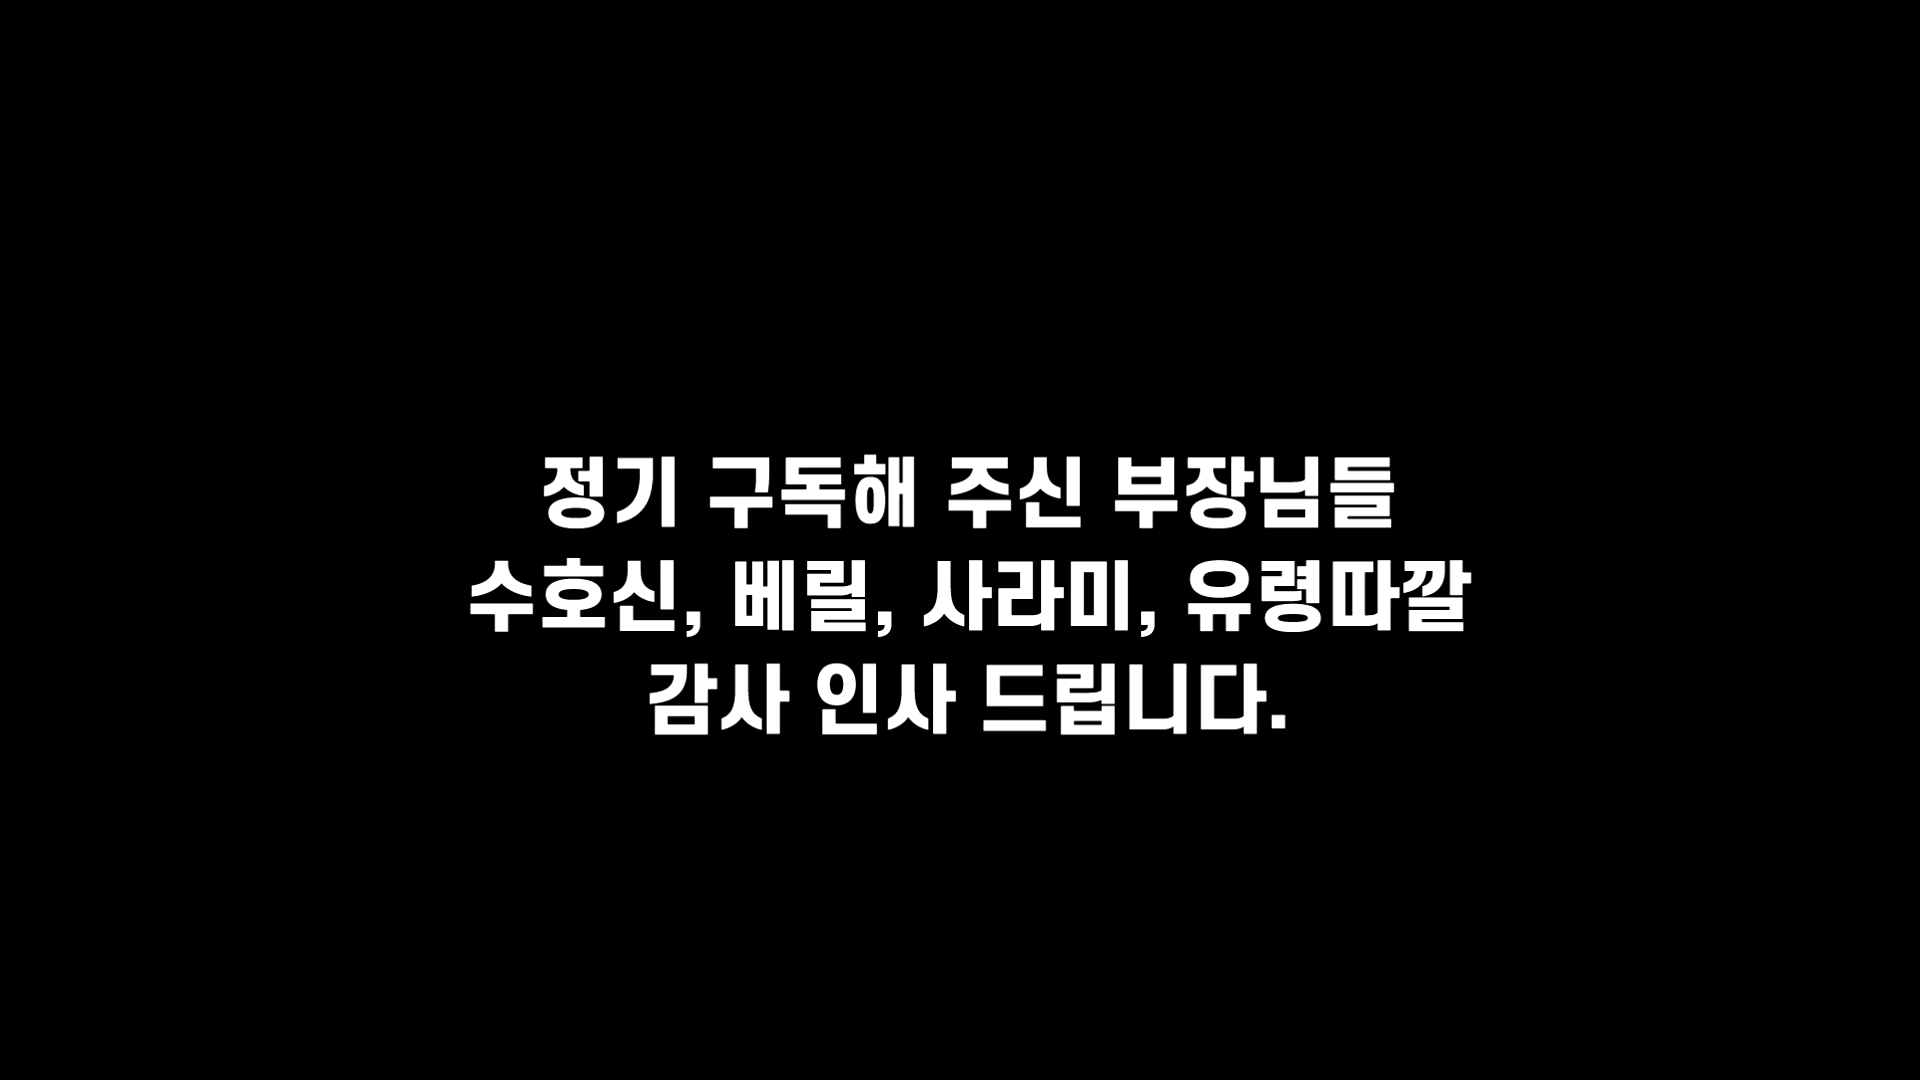 정기 구독해 주신 부장님들
수호신, 베릴, 사라미, 유령따깔
감사 인사 드립니다.